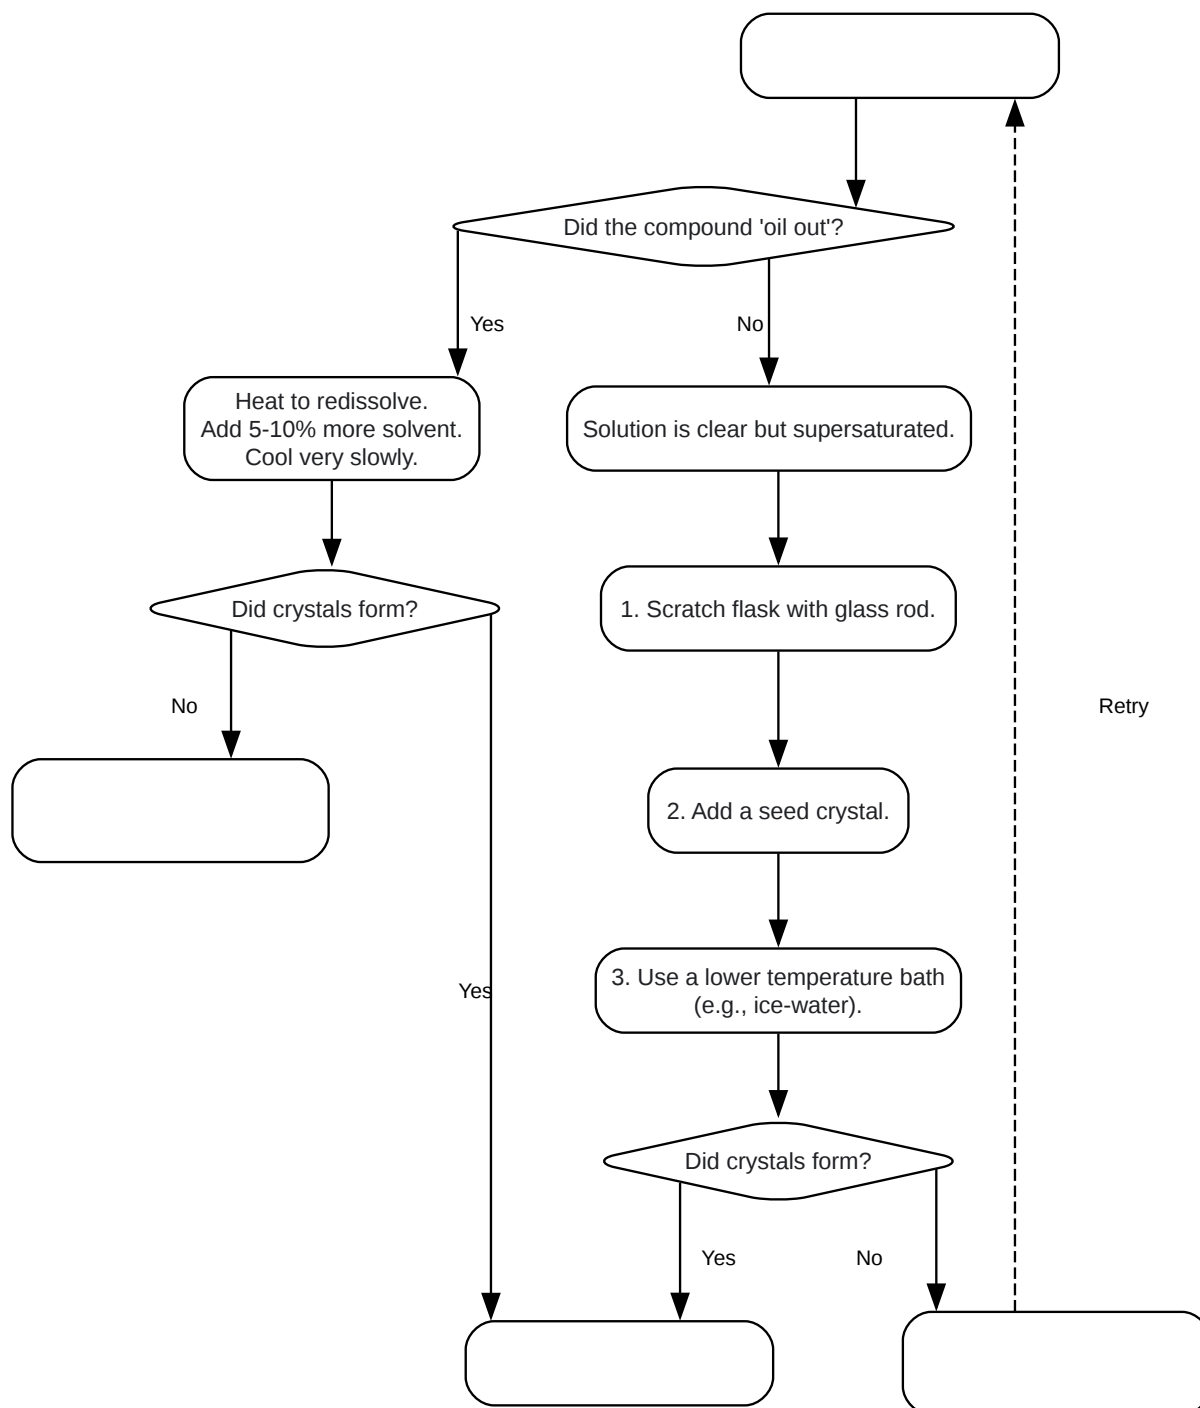 Did the compound 'oil out'?
Yes
No
Heat to redissolve.
Add 5-10% more solvent.
Cool very slowly.
Solution is clear but supersaturated.
Did crystals form?
1. Scratch flask with glass rod.
No
Retry
2. Add a seed crystal.
Yes
3. Use a lower temperature bath
(e.g., ice-water).
Did crystals form?
Yes
No